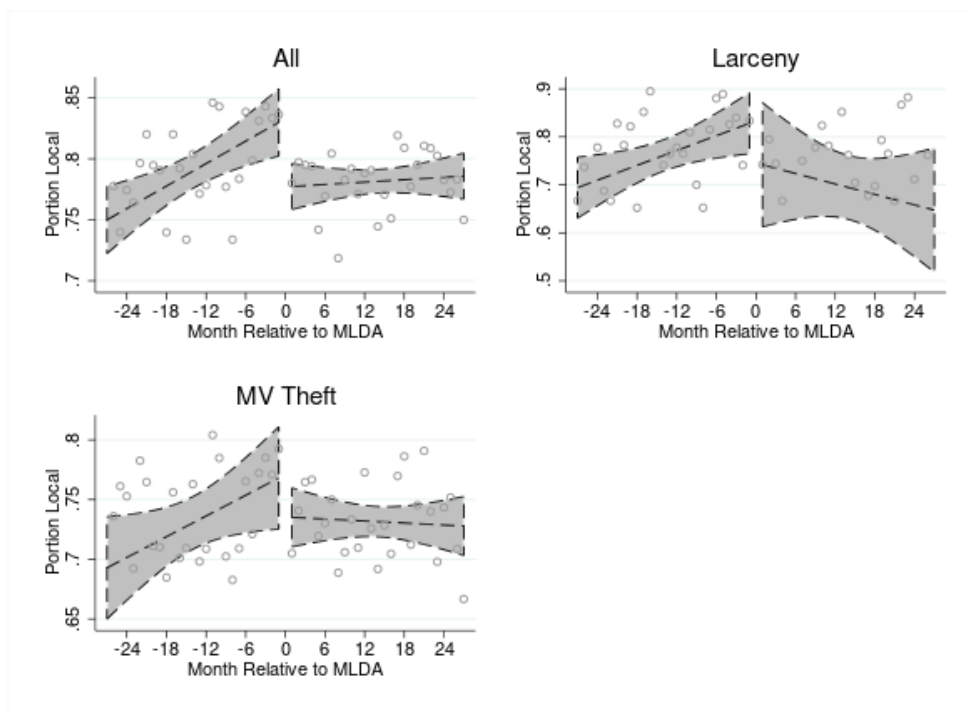 All
Portion Local
.85
.8
.75
.7
-24 -18 -12 -6 0 6 12 18 24
Month Relative to MLDA
Larceny
Portion Local
.9
.8
.7
.6
.5
-24 -18 -12 -6 0 6 12 18 24
Month Relative to MLDA
MV Theft
Portion Local
.8
.75
.7
.65
-24 -18 -12 -6 0 6 12 18 24
Month Relative to MLDA